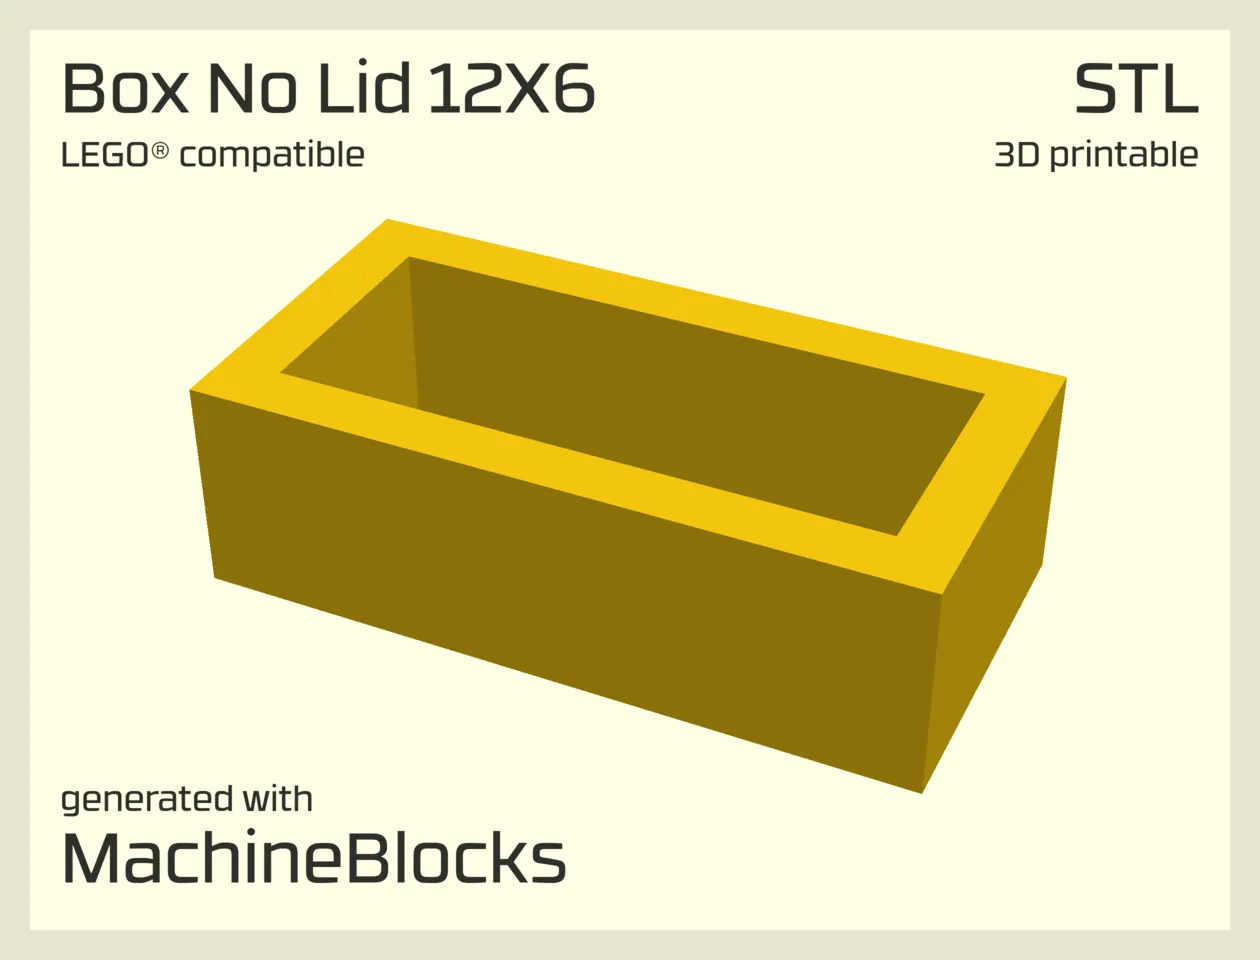 Box No Lid 12X6
STL
LEGO® compatible
3D printable
generated with
MachineBlocks